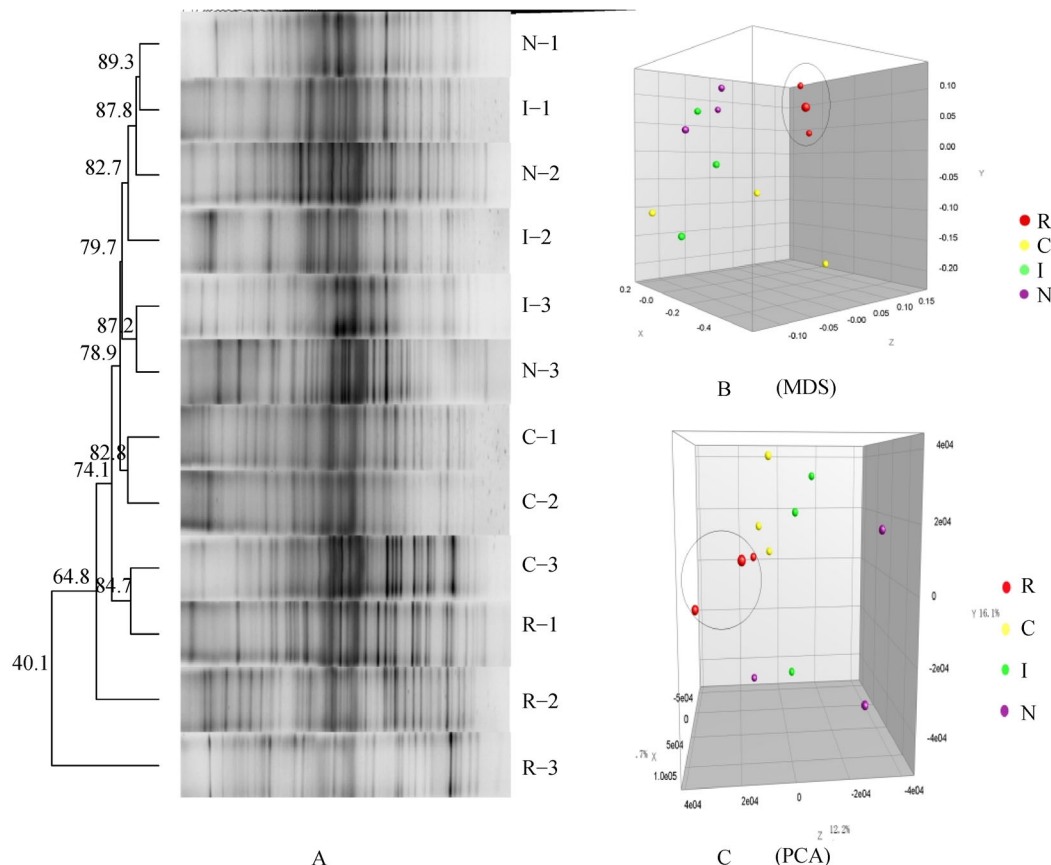 89.3
87.8
82.7
79.7
87.2
78.9
82.8
74.1
64.8
84.7
40.1
N-1
I-1
N-2
I-2
I-3
N-3
C-1
C-2
C-3
R-1
R-2
R-3
A
0.10
0.05
0.00
-0.05
-0.10
-0.15
-0.20
Y
0.2
-0.0
-0.2
-0.4
X
-0.10
-0.05
-0.00
0.05
0.10
0.15
Z
R
C
I
N
B (MDS)
4e04
2e04
0
Y 16.1%
-2e04
-4e04
-5e04
0
5e04
.7% X
1.0e05
4e04
2e04
0
-2e04
-4e04
Z 12.2%
R
C
I
N
C (PCA)